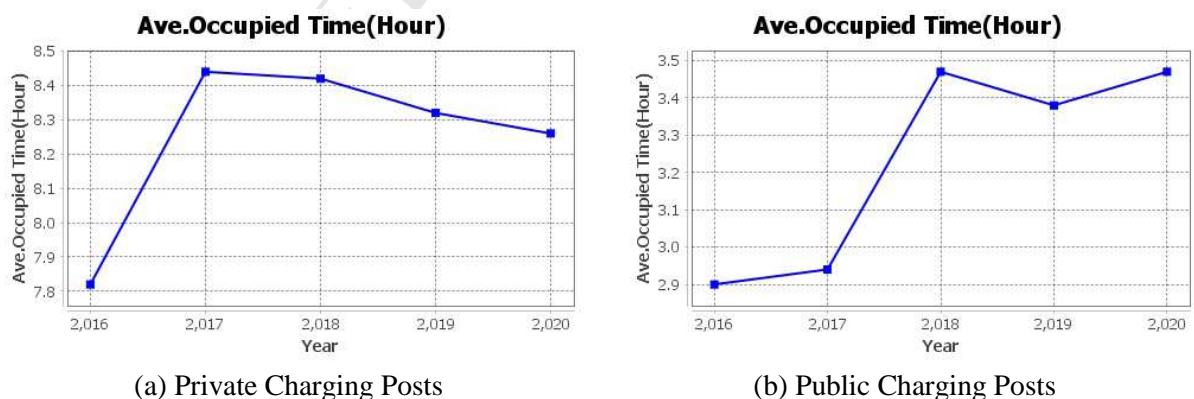 Ave.Occupied Time(Hour)
8.5
8.4
8.3
8.2
8.1
8.0
7.9
7.8
Ave.Occupied Time(Hour)
2,016 2,017 2,018 2,019 2,020
Year
(a) Private Charging Posts
Ave.Occupied Time(Hour)
3.5
3.4
3.3
3.2
3.1
3.0
2.9
Ave.Occupied Time(Hour)
2,016 2,017 2,018 2,019 2,020
Year
(b) Public Charging Posts